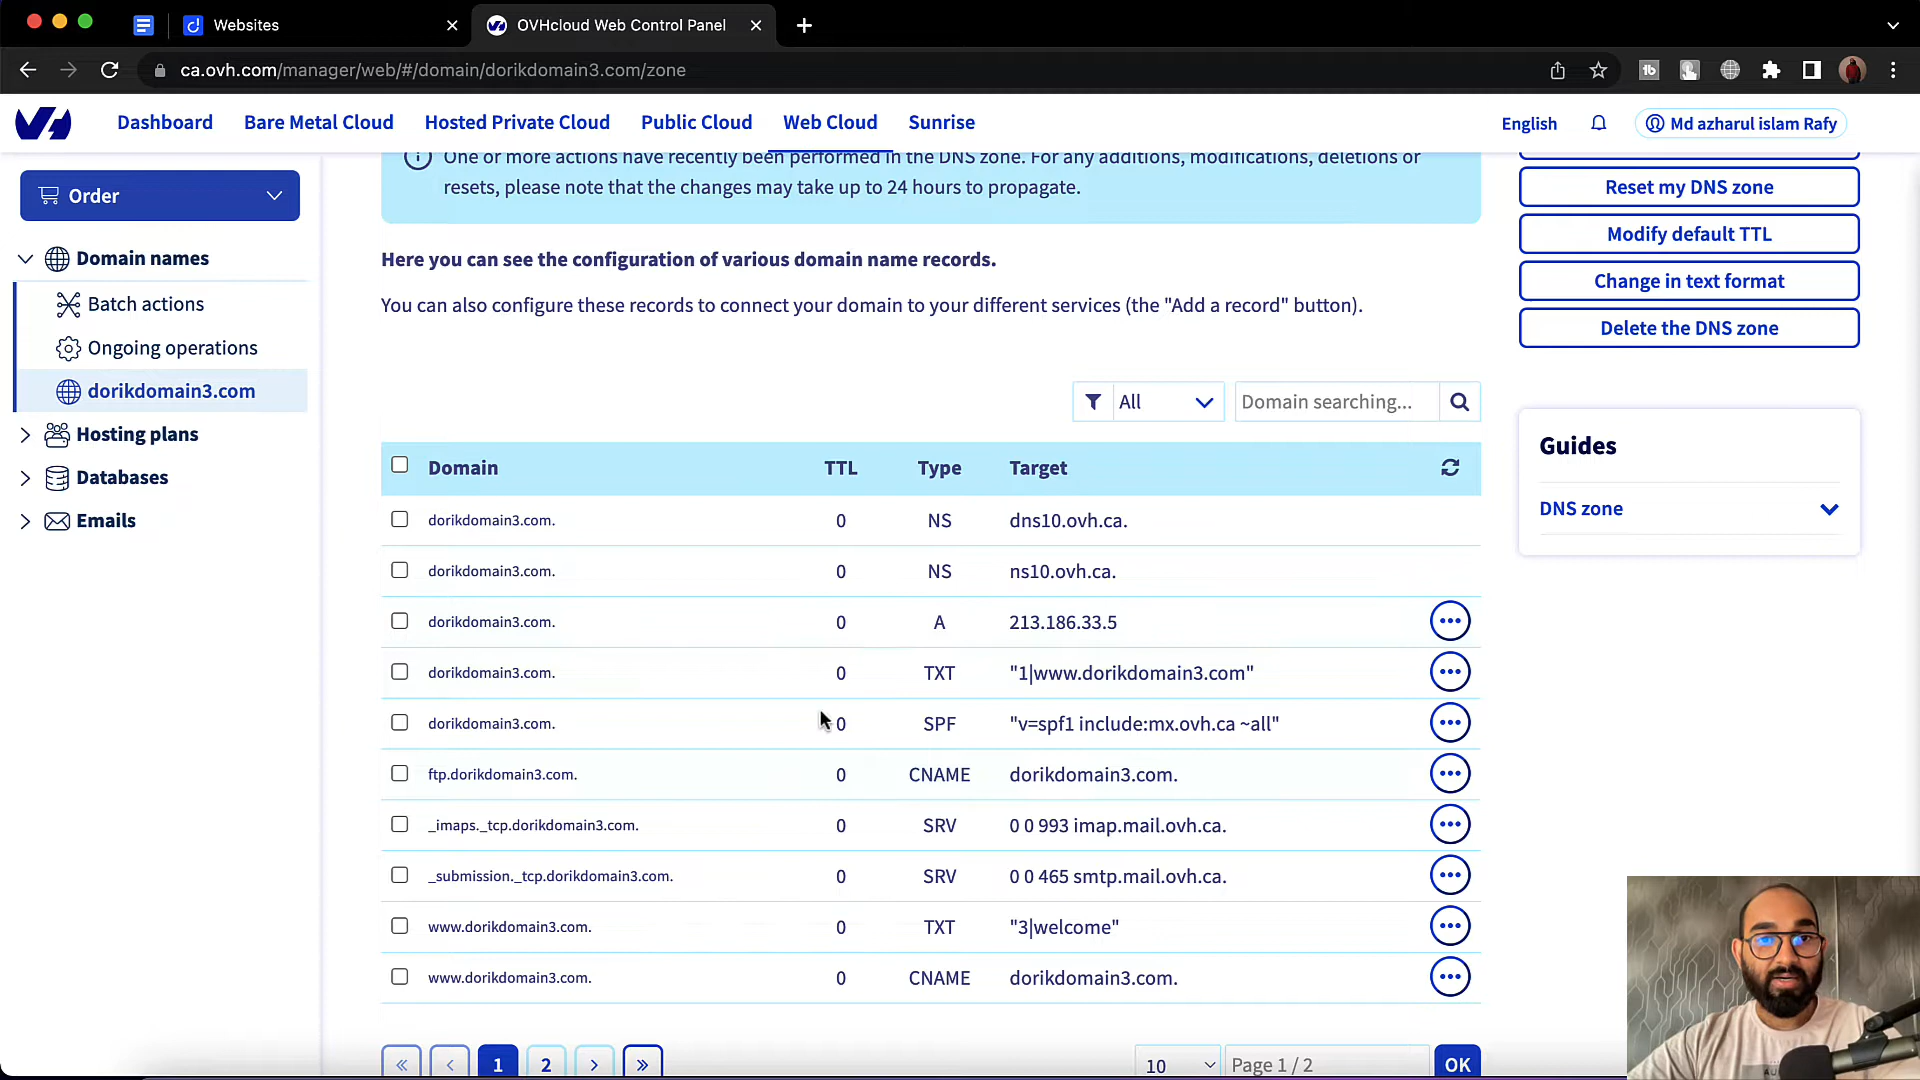 Websites
OVHcloud Web Control Panel
ca.ovh.com/manager/web/#/domain/dorikdomain3.com/zone
Dashboard
Bare Metal Cloud
Hosted Private Cloud
Public Cloud
Web Cloud
Sunrise
English
Md azharul islam Rafy
Order
Domain names
Batch actions
Ongoing operations
dorikdomain3.com
Hosting plans
Databases
Emails
One or more actions have recently been performed in the DNS zone. For any additions, modifications, deletions or
resets, please note that the changes may take up to 24 hours to propagate.
Here you can see the configuration of various domain name records.
You can also configure these records to connect your domain to your different services (the "Add a record" button).
All
Domain searching...
Domain TTL Type Target
dorikdomain3.com. 0 NS dns10.ovh.ca.
dorikdomain3.com. 0 NS ns10.ovh.ca.
dorikdomain3.com. 0 A 213.186.33.5
dorikdomain3.com. 0 TXT "1|www.dorikdomain3.com"
dorikdomain3.com. 0 SPF "v=spf1 include:mx.ovh.ca ~all"
ftp.dorikdomain3.com. 0 CNAME dorikdomain3.com.
_imaps._tcp.dorikdomain3.com. 0 SRV 0 0 993 imap.mail.ovh.ca.
_submission._tcp.dorikdomain3.com. 0 SRV 0 0 465 smtp.mail.ovh.ca.
www.dorikdomain3.com. 0 TXT "3|welcome"
www.dorikdomain3.com. 0 CNAME dorikdomain3.com.
« ‹ 1 2 › »
10
Page 1 / 2
OK
Reset my DNS zone
Modify default TTL
Change in text format
Delete the DNS zone
Guides
DNS zone